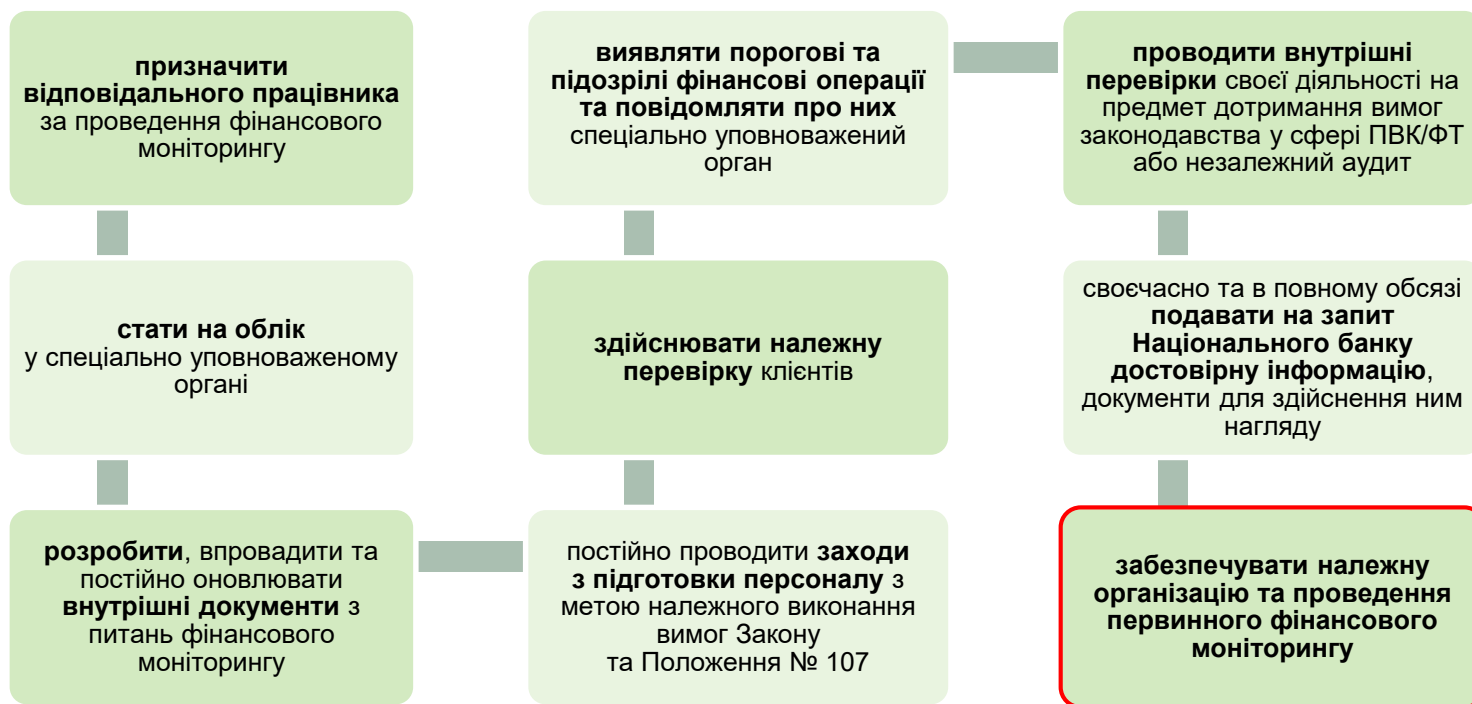 призначити
відповідального працівника
за проведення фінансового
моніторингу
стати на облік
у спеціально уповноваженому
органі
розробити, впровадити та
постійно оновлювати
внутрішні документи з
питань фінансового
моніторингу
постійно проводити заходи
з підготовки персоналу з
метою належного виконання
вимог Закону
та Положення № 107
здійснювати належну
перевірку клієнтів
виявляти порогові та
підозрілі фінансові операції
та повідомляти про них
спеціально уповноважений
орган
проводити внутрішні
перевірки своєї діяльності на
предмет дотримання вимог
законодавства у сфері ПВК/ФТ
або незалежний аудит
своєчасно та в повному обсязі
подавати на запит
Національного банку
достовірну інформацію,
документи для здійснення ним
нагляду
забезпечувати належну
організацію та проведення
первинного фінансового
моніторингу